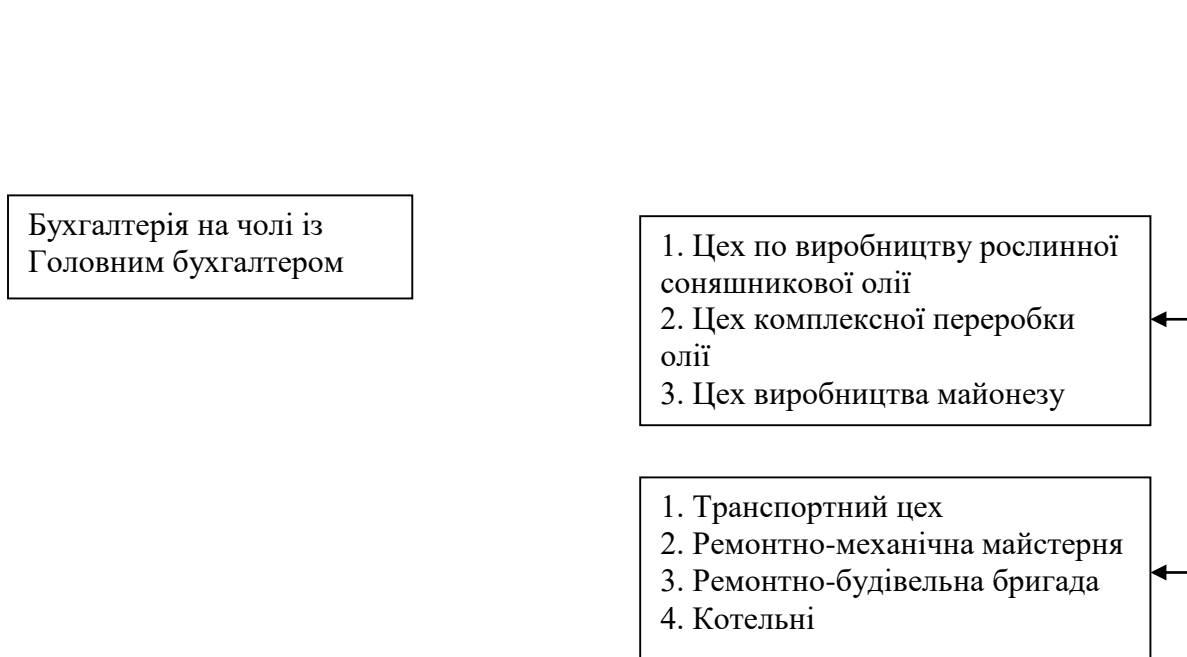 Бухгалтерія на чолі із
Головним бухгалтером
1. Цех по виробництву рослинної
соняшникової олії
2. Цех комплексної переробки
олії
3. Цех виробництва майонезу
1. Транспортний цех
2. Ремонтно-механічна майстерня
3. Ремонтно-будівельна бригада
4. Котельні